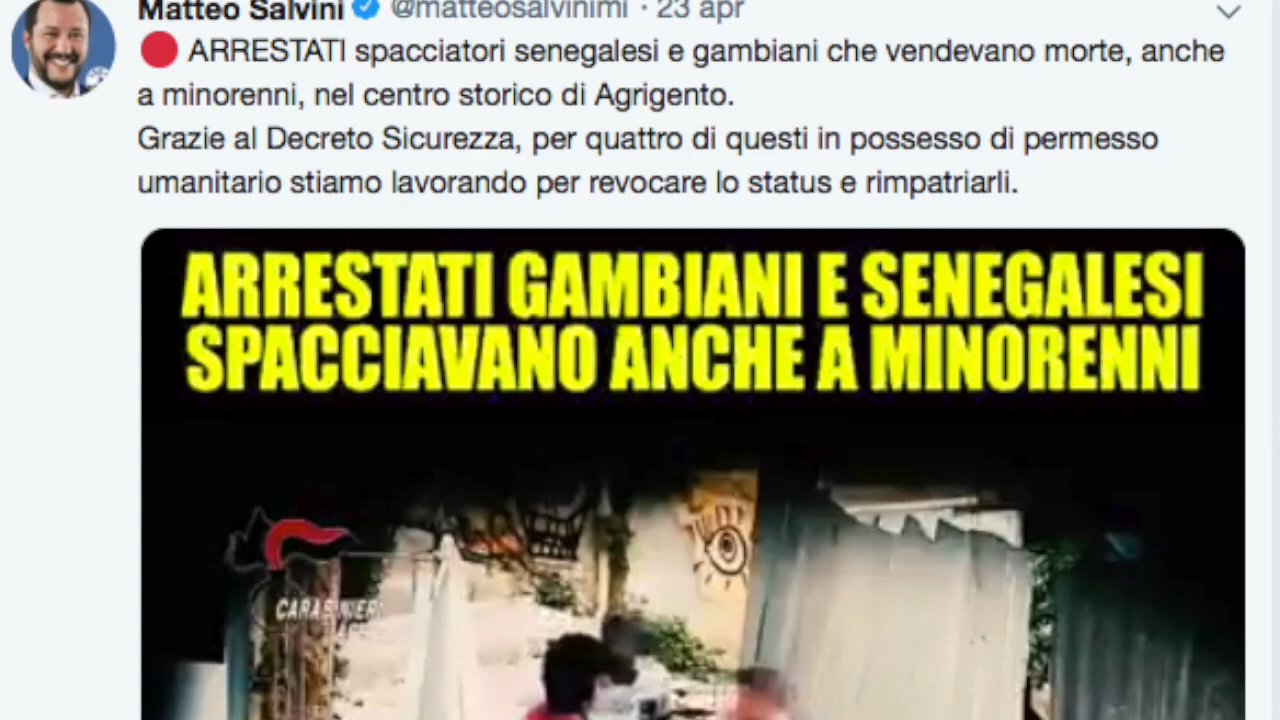 Matteo Salvini @matteosalvinimi · 23 apr
🔴 ARRESTATI spacciatori senegalesi e gambiani che vendevano morte, anche
a minorenni, nel centro storico di Agrigento.
Grazie al Decreto Sicurezza, per quattro di questi in possesso di permesso
umanitario stiamo lavorando per revocare lo status e rimpatriarli.
ARRESTATI GAMBIANI E SENEGALESI
SPACCIAVANO ANCHE A MINORENNI
CARABINIERI